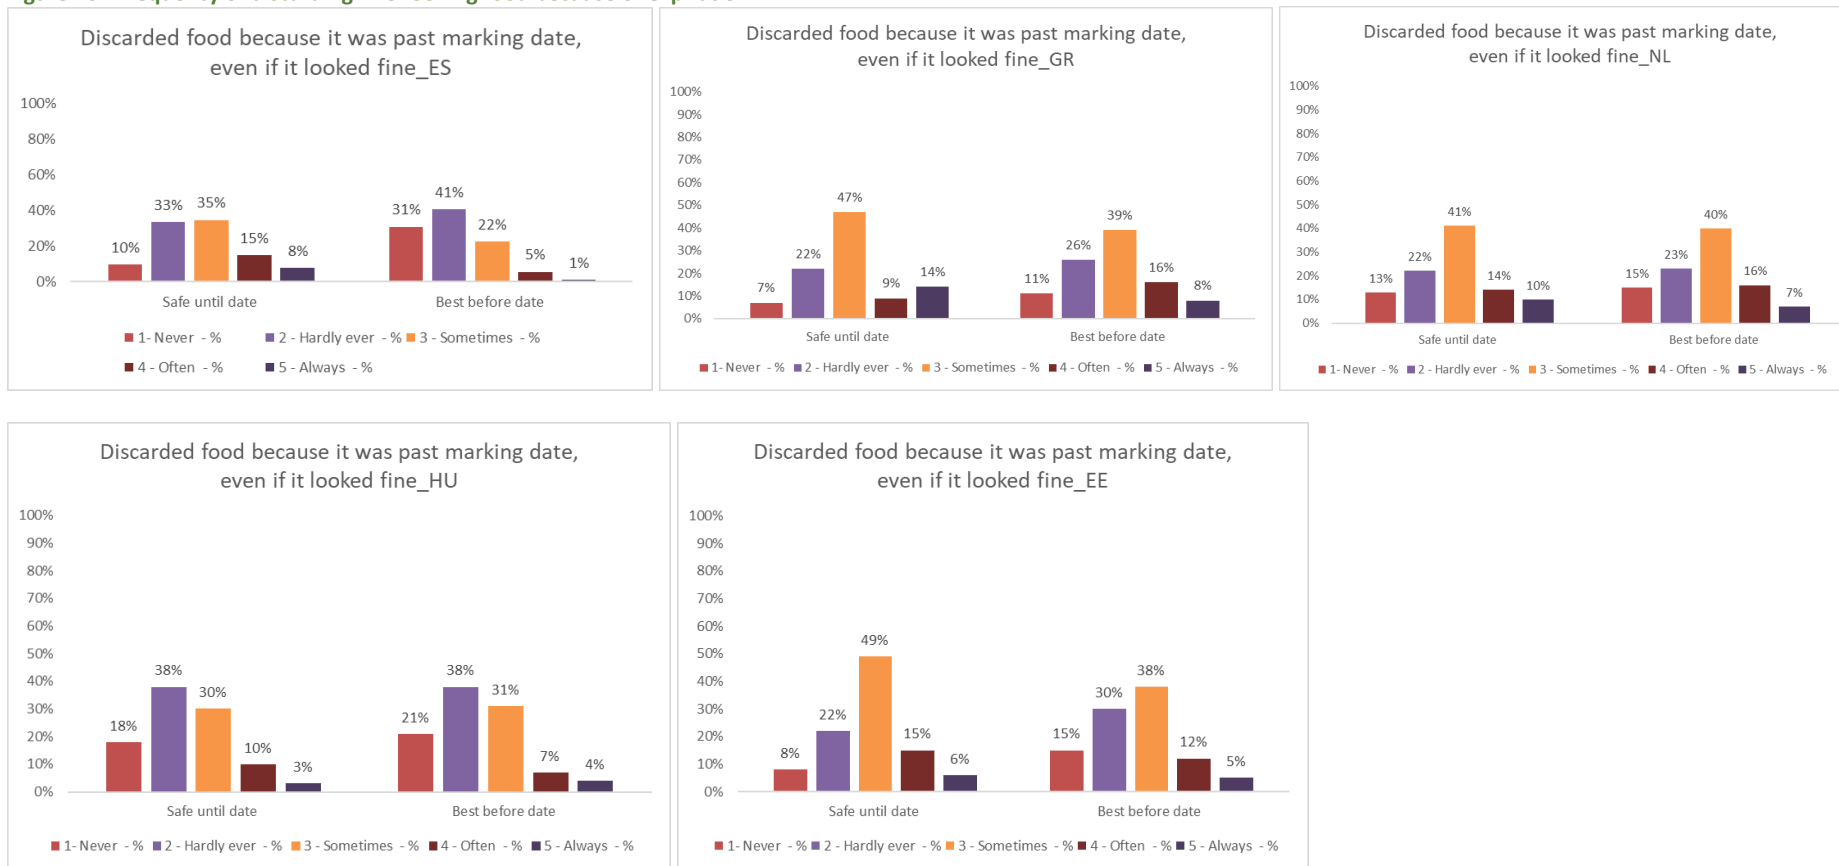 Discarded food because it was past marking date,
even if it looked fine_ES
100%
80%
60%
40%
20%
0%
10%
33%
35%
15%
8%
31%
41%
22%
5%
1%
Safe until date
Best before date
1- Never - %
2 - Hardly ever - %
3 - Sometimes - %
4 - Often - %
5 - Always - %
Discarded food because it was past marking date,
even if it looked fine_GR
100%
90%
80%
70%
60%
50%
40%
30%
20%
10%
0%
7%
22%
47%
9%
14%
11%
26%
39%
16%
8%
Safe until date
Best before date
1- Never - %
2 - Hardly ever - %
3 - Sometimes - %
4 - Often - %
5 - Always - %
Discarded food because it was past marking date,
even if it looked fine_NL
100%
90%
80%
70%
60%
50%
40%
30%
20%
10%
0%
13%
22%
41%
14%
10%
15%
23%
40%
16%
7%
Safe until date
Best before date
1- Never - %
2 - Hardly ever - %
3 - Sometimes - %
4 - Often - %
5 - Always - %
Discarded food because it was past marking date,
even if it looked fine_HU
100%
90%
80%
70%
60%
50%
40%
30%
20%
10%
0%
18%
38%
30%
10%
3%
21%
38%
31%
7%
4%
Safe until date
Best before date
1- Never - %
2 - Hardly ever - %
3 - Sometimes - %
4 - Often - %
5 - Always - %
Discarded food because it was past marking date,
even if it looked fine_EE
100%
90%
80%
70%
60%
50%
40%
30%
20%
10%
0%
8%
22%
49%
15%
6%
15%
30%
38%
12%
5%
Safe until date
Best before date
1- Never - %
2 - Hardly ever - %
3 - Sometimes - %
4 - Often - %
5 - Always - %